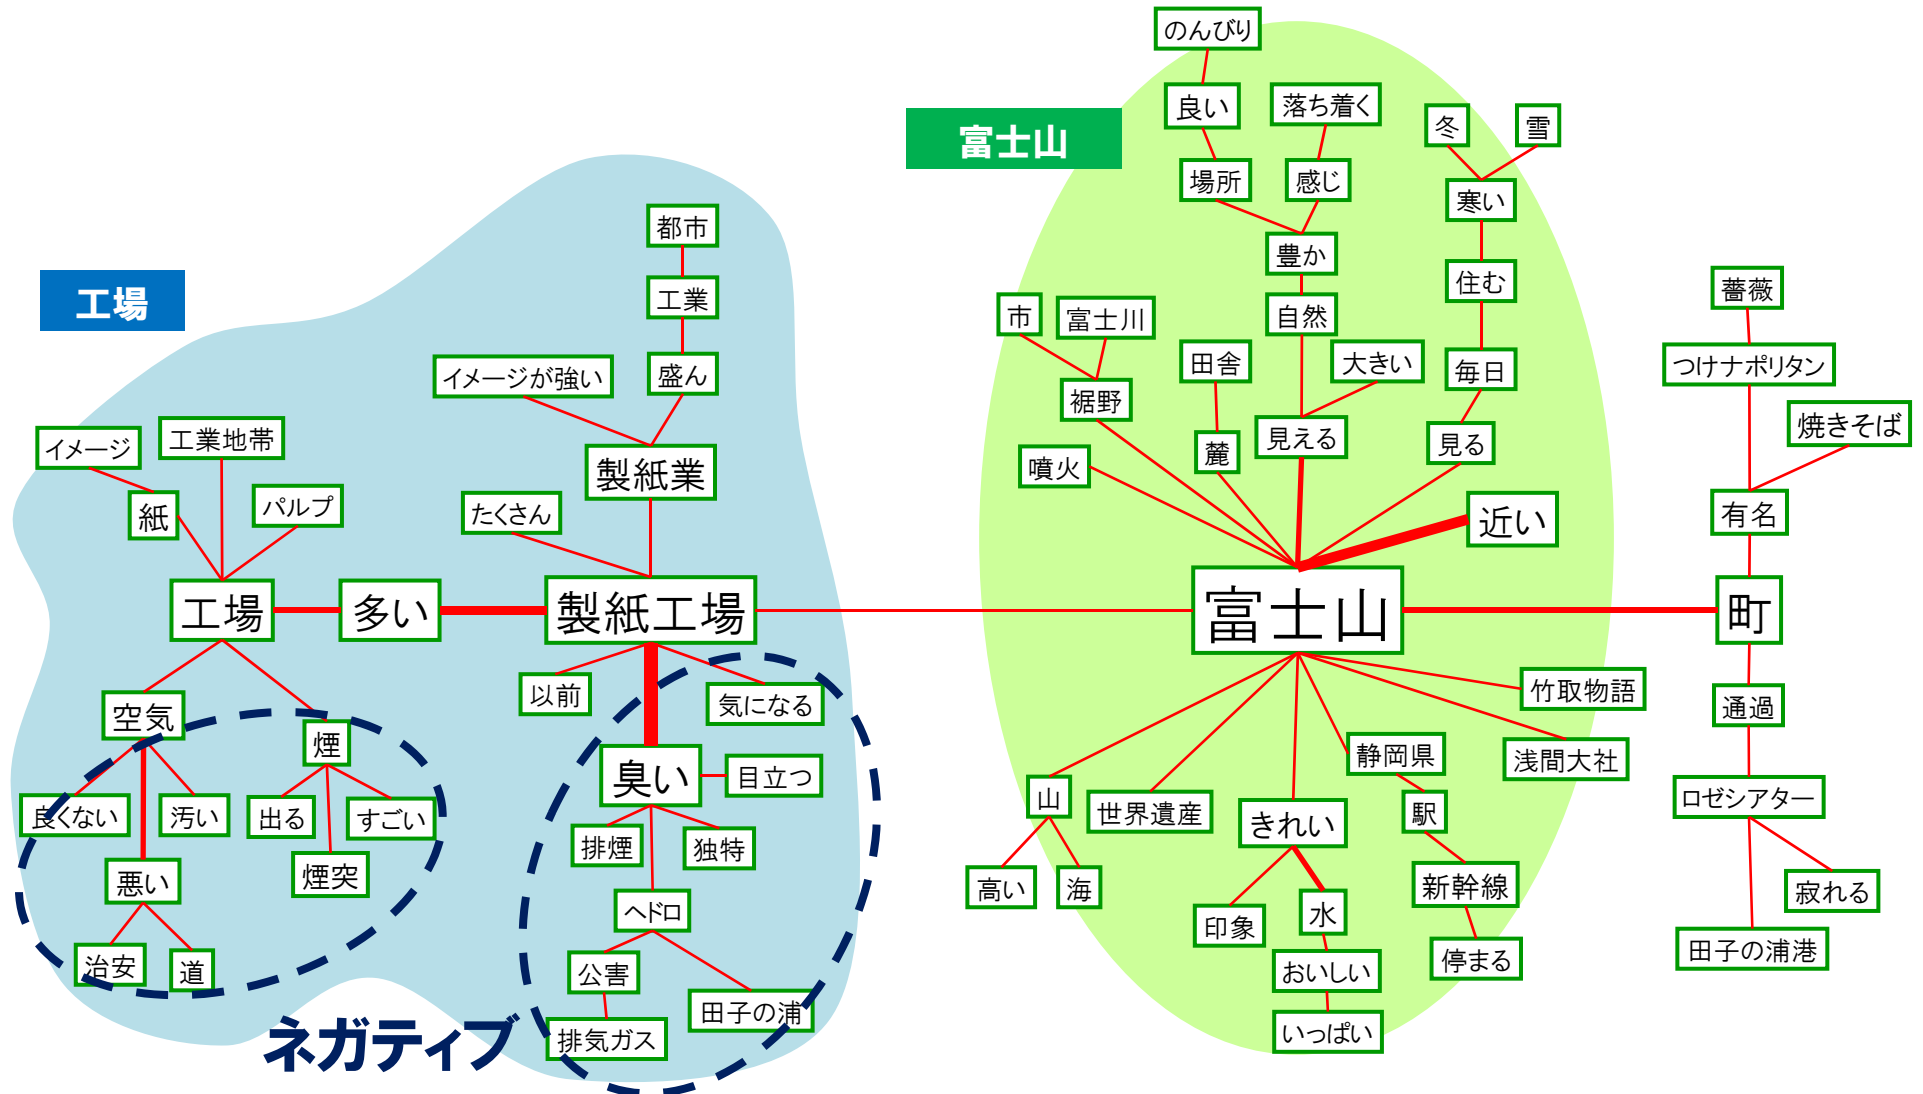 工場
都市
工業
盛ん
イメージが強い
製紙業
イメージ
工業地帯
紙
パルプ
たくさん
工場
多い
製紙工場
以前
気になる
空気
煙
臭い
目立つ
良くない
汚い
出る
すごい
煙突
悪い
治安
道
排煙
独特
ヘドロ
公害
田子の浦
排気ガス
ネガティブ
富士山
のんびり
良い
落ち着く
場所
感じ
冬
雪
寒い
豊か
住む
自然
市
富士川
田舎
大きい
毎日
裾野
見える
見る
噴火
麓
近い
富士山
町
薔薇
つけナポリタン
焼きそば
有名
通過
ロゼシアター
寂れる
田子の浦港
竹取物語
浅間大社
静岡県
駅
新幹線
停まる
山
高い
海
世界遺産
きれい
印象
水
おいしい
いっぱい